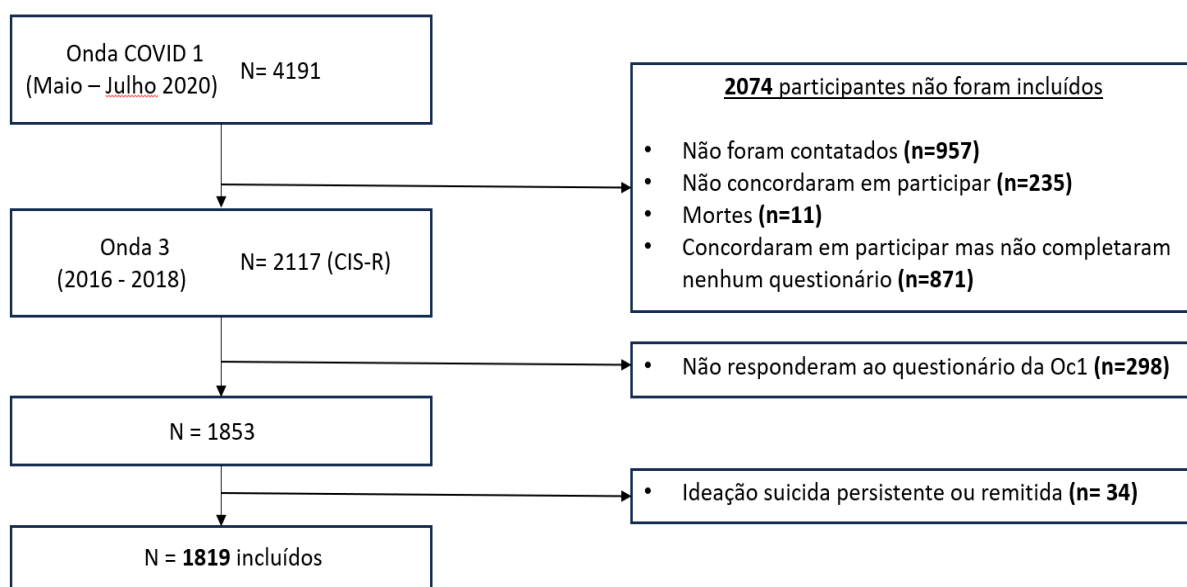 Onda COVID 1
(Maio – Julho 2020)
N= 4191
2074 participantes não foram incluídos
• Não foram contatados (n=957)
• Não concordaram em participar (n=235)
• Mortes (n=11)
• Concordaram em participar mas não completaram
nenhum questionário (n=871)
Onda 3
(2016 - 2018)
N= 2117 (CIS-R)
• Não responderam ao questionário da Oc1 (n=298)
N = 1853
• Ideação suicida persistente ou remitida (n= 34)
N = 1819 incluídos